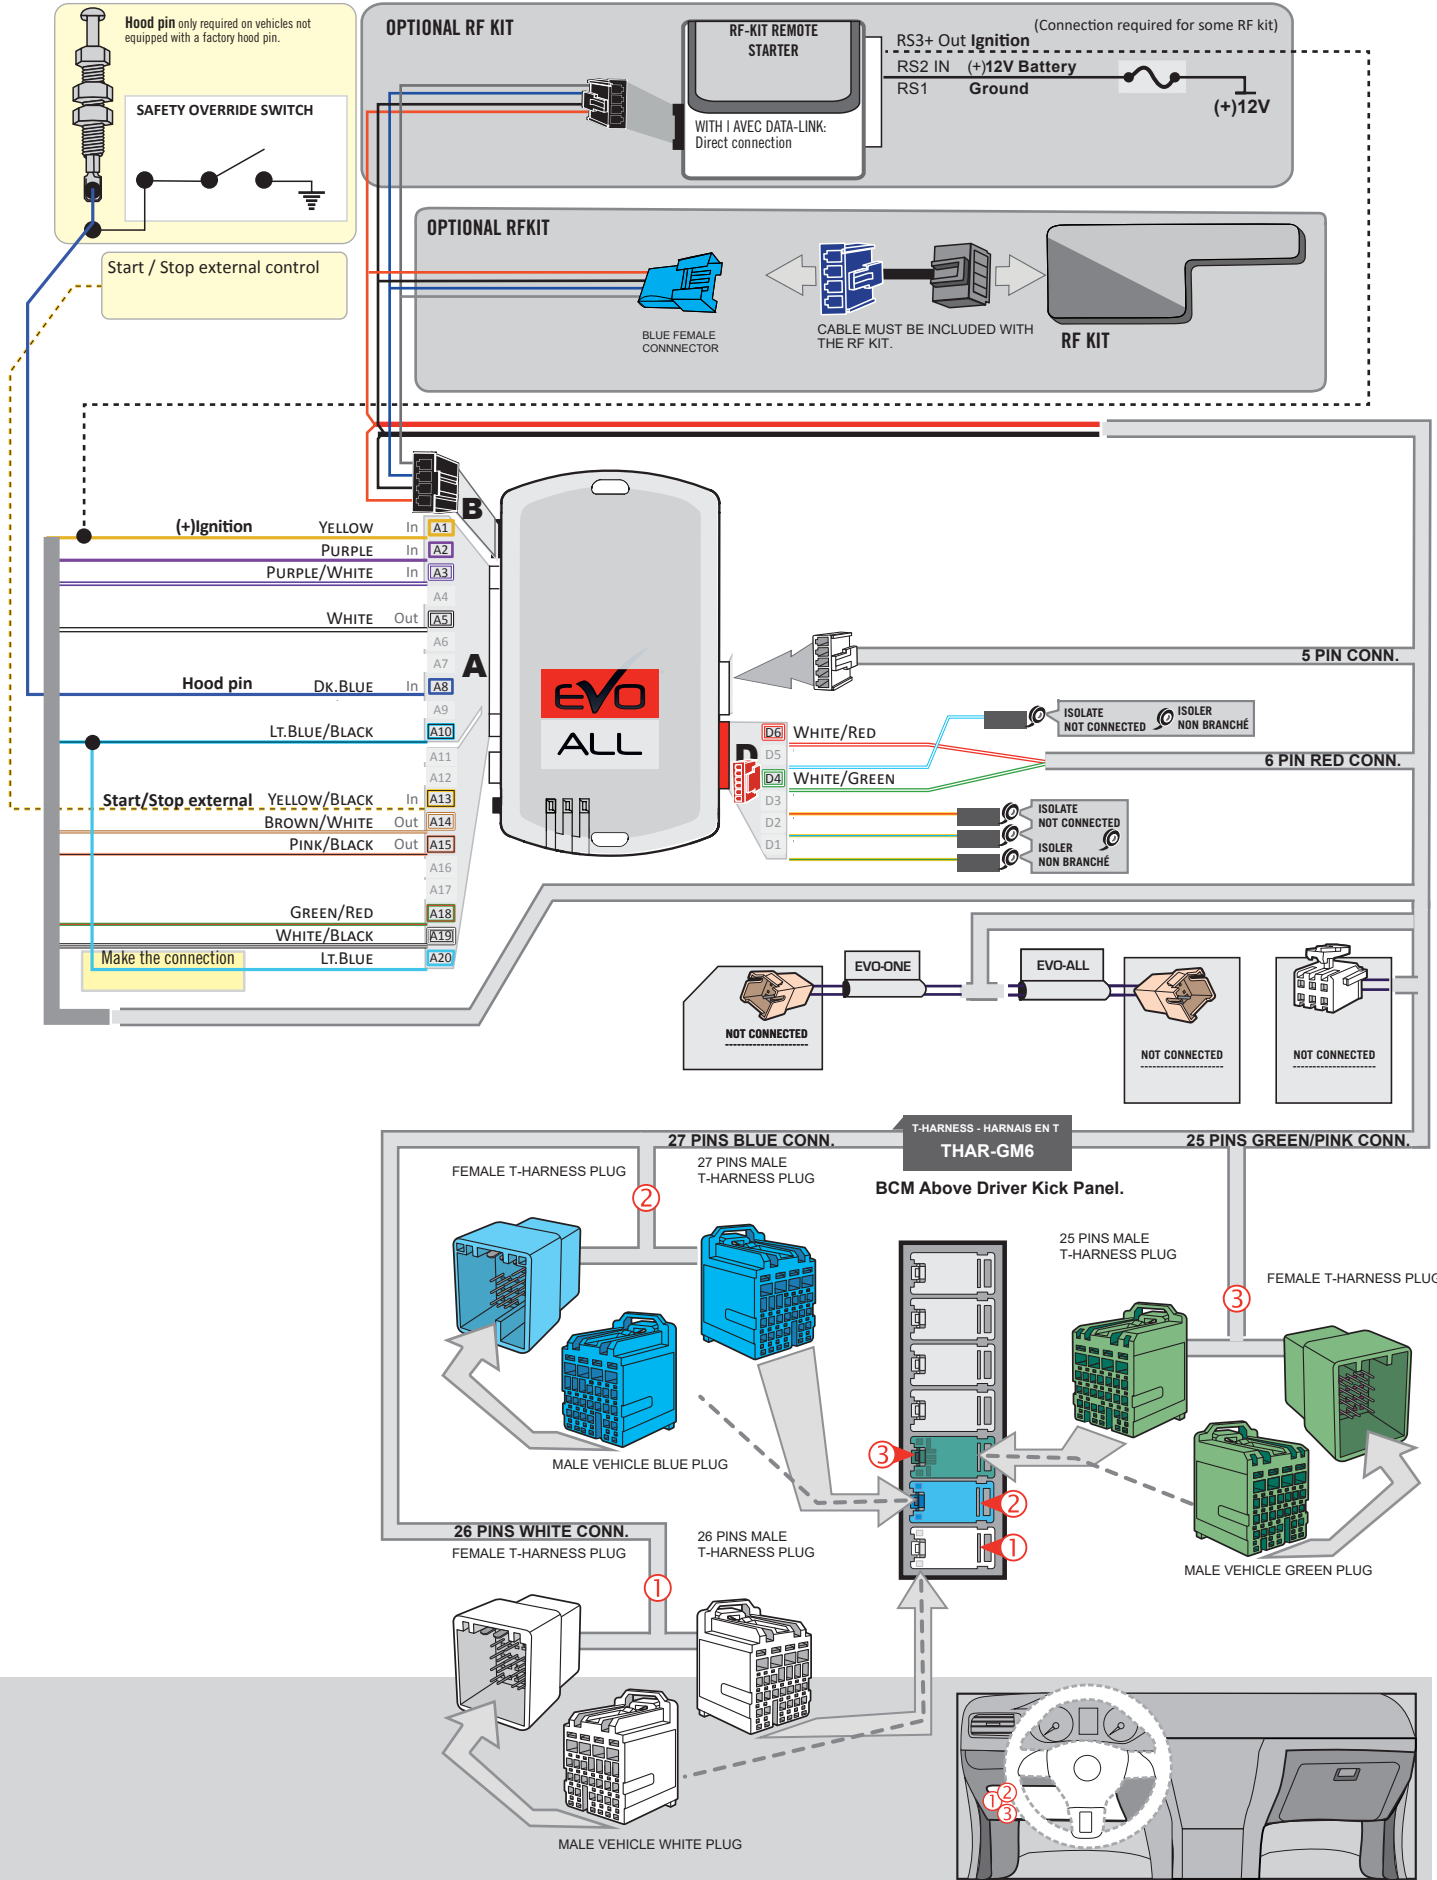 Hood pin only required on vehicles not
equipped with a factory hood pin.
SAFETY OVERRIDE SWITCH
Start / Stop external control
OPTIONAL RF KIT
RF-KIT REMOTE
STARTER
WITH | AVEC DATA-LINK:
Direct connection
(Connection required for some RF kit)
RS3+ Out Ignition
RS2 IN (+)12V Battery
RS1 Ground
(+)12V
OPTIONAL RFKIT
BLUE FEMALE
CONNNECTOR
CABLE MUST BE INCLUDED WITH
THE RF KIT.
RF KIT
B
A
D
(+)Ignition YELLOW In A1
PURPLE In A2
PURPLE/WHITE In A3
A4
WHITE Out A5
A6
A7
Hood pin DK.BLUE In A8
A9
LT.BLUE/BLACK A10
A11
A12
Start/Stop external YELLOW/BLACK In A13
BROWN/WHITE Out A14
PINK/BLACK Out A15
A16
A17
GREEN/RED A18
WHITE/BLACK A19
Make the connection LT.BLUE A20
EVO
ALL
5 PIN CONN.
D6 WHITE/RED
D5
D4 WHITE/GREEN
D3
D2
D1
ISOLATE
NOT CONNECTED
ISOLER
NON BRANCHÉ
6 PIN RED CONN.
ISOLATE
NOT CONNECTED
ISOLER
NON BRANCHÉ
EVO-ONE
EVO-ALL
NOT CONNECTED
NOT CONNECTED
NOT CONNECTED
T-HARNESS - HARNAIS EN T
THAR-GM6
27 PINS BLUE CONN.
25 PINS GREEN/PINK CONN.
BCM Above Driver Kick Panel.
FEMALE T-HARNESS PLUG
2
27 PINS MALE
T-HARNESS PLUG
MALE VEHICLE BLUE PLUG
25 PINS MALE
T-HARNESS PLUG
3
FEMALE T-HARNESS PLUG
MALE VEHICLE GREEN PLUG
3
2
1
26 PINS WHITE CONN.
FEMALE T-HARNESS PLUG
1
26 PINS MALE
T-HARNESS PLUG
MALE VEHICLE WHITE PLUG
1
2
3